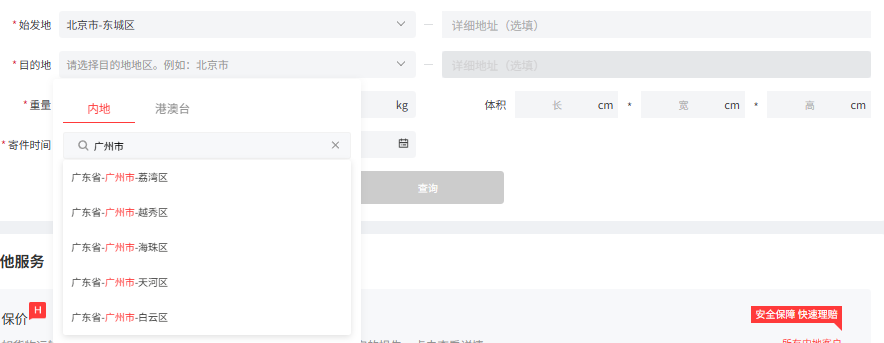 * 始发地 北京市-东城区 — 详细地址（选填）
* 目的地 请选择目的地地区。例如：北京市 — 详细地址（选填）
* 重量 kg 体积 长 cm * 宽 cm * 高 cm
内地 港澳台
* 寄件时间
广州市
广东省-广州市-荔湾区
查询
广东省-广州市-越秀区
广东省-广州市-海珠区
他服务
广东省-广州市-天河区
保价 H
广东省-广州市-白云区
安全保障 快速理赔